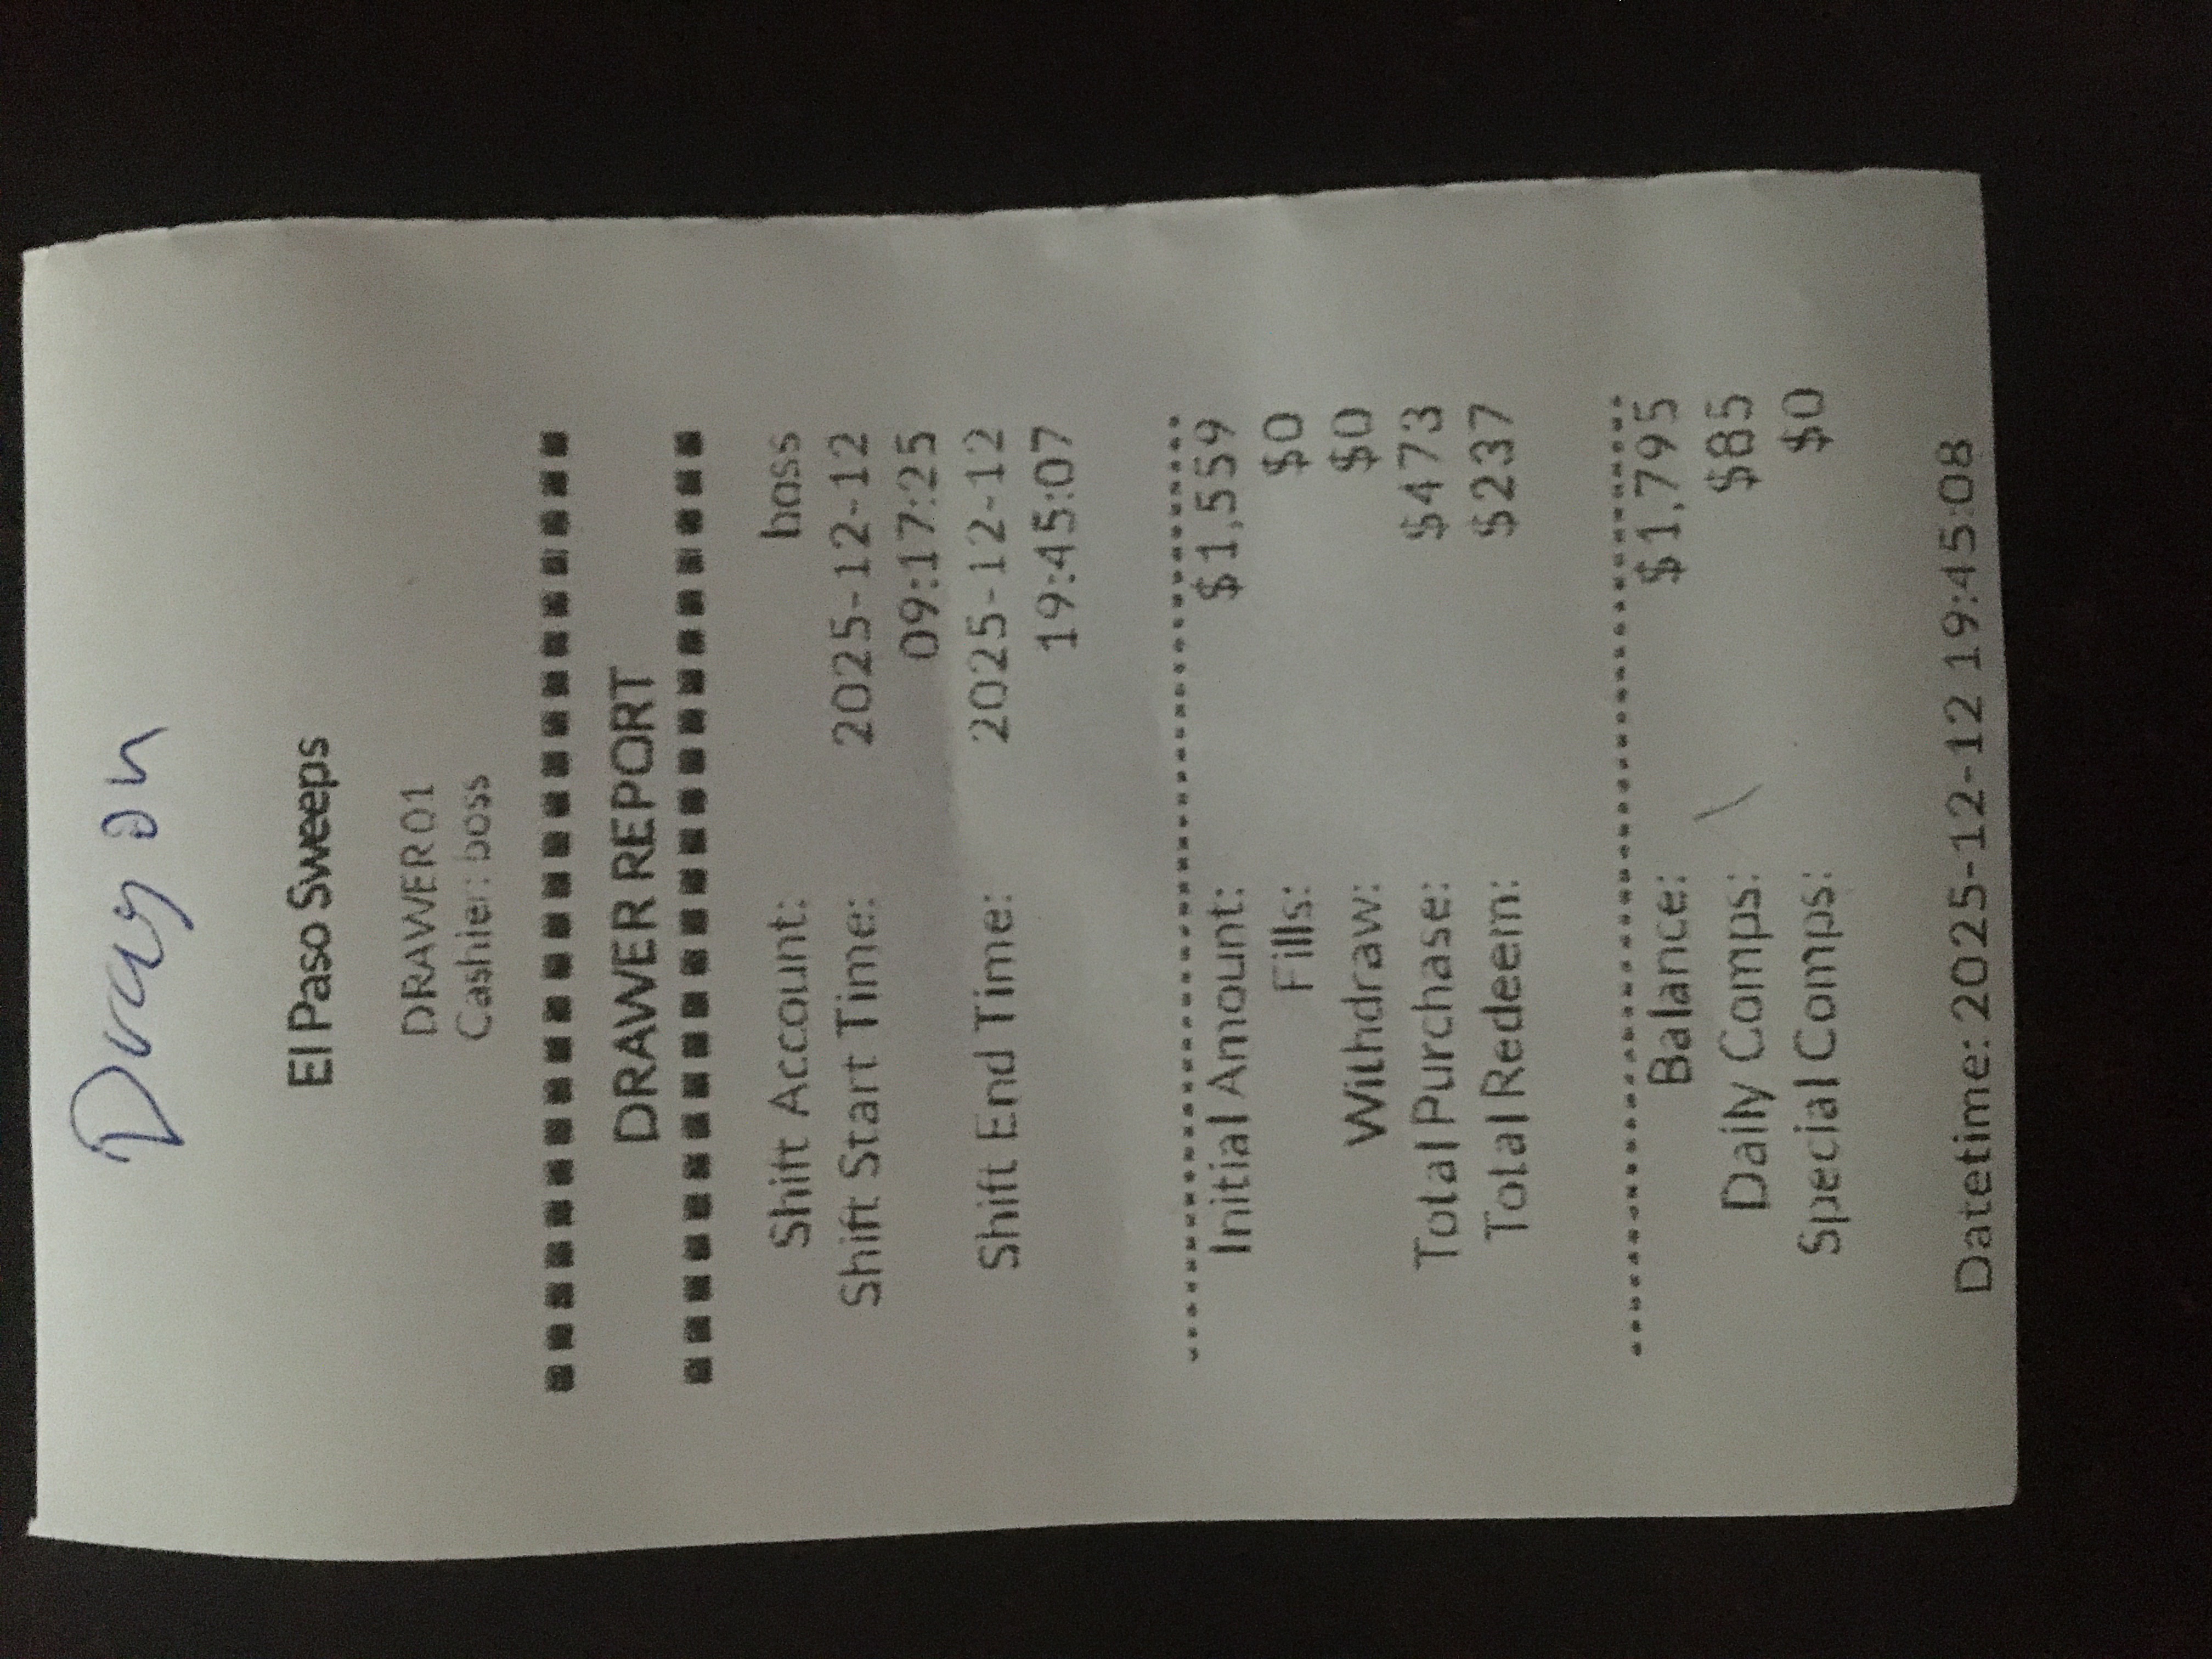 Dragon
El Paso Sweeps
DRAWER 01
Cashier: boss
DRAWER REPORT
Shift Account: boss
Shift Start Time: 2025-12-12
09:17:25
Shift End Time: 2025-12-12
19:45:07
Initial Amount: $1,559
Fills: $0
Withdraw: $0
Total Purchase: $473
Total Redeem: $237
Balance: $1,795
Daily Comps: $85
Special Comps: $0
Datetime: 2025-12-12 19:45:08